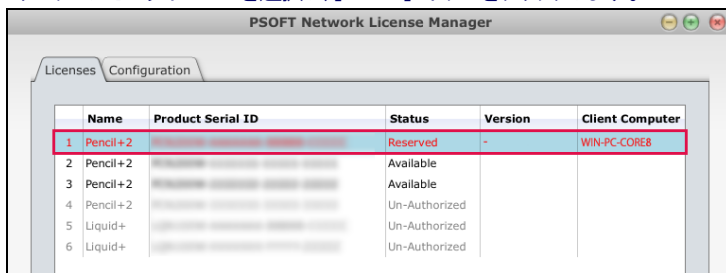 PSOFT Network License Manager
Licenses Configuration
Name Product Serial ID Status Version Client Computer
1 Pencil+2 Reserved - WIN-PC-CORE8
2 Pencil+2 Available
3 Pencil+2 Available
4 Pencil+2 Un-Authorized
5 Liquid+ Un-Authorized
6 Liquid+ Un-Authorized